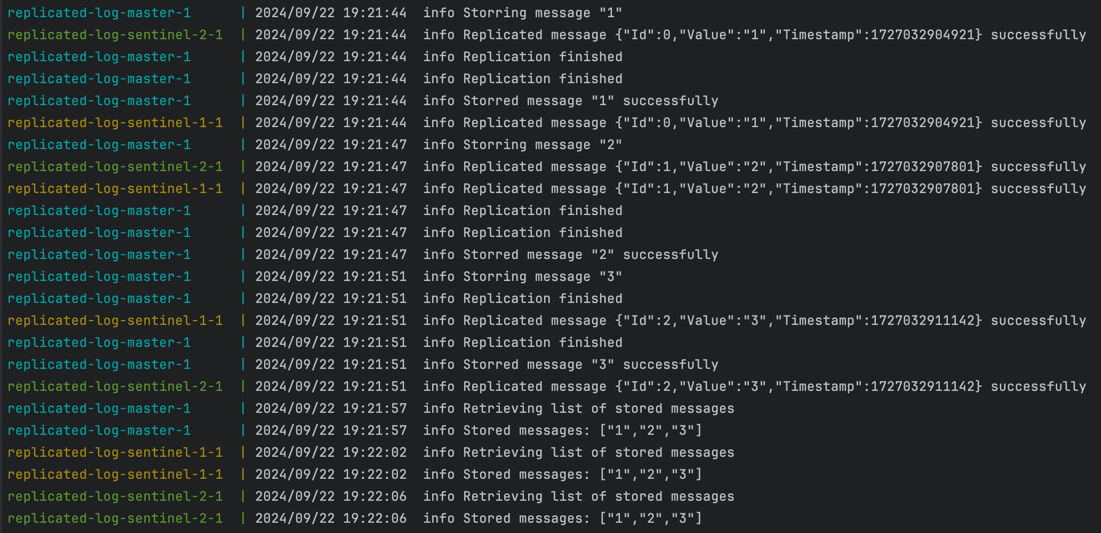 replicated-log-master-1 | 2024/09/22 19:21:44 info Storring message "1"
replicated-log-sentinel-2-1 | 2024/09/22 19:21:44 info Replicated message {"Id":0,"Value":"1","Timestamp":1727032904921} successfully
replicated-log-master-1 | 2024/09/22 19:21:44 info Replication finished
replicated-log-master-1 | 2024/09/22 19:21:44 info Replication finished
replicated-log-master-1 | 2024/09/22 19:21:44 info Storred message "1" successfully
replicated-log-sentinel-1-1 | 2024/09/22 19:21:44 info Replicated message {"Id":0,"Value":"1","Timestamp":1727032904921} successfully
replicated-log-master-1 | 2024/09/22 19:21:47 info Storring message "2"
replicated-log-sentinel-2-1 | 2024/09/22 19:21:47 info Replicated message {"Id":1,"Value":"2","Timestamp":1727032907801} successfully
replicated-log-sentinel-1-1 | 2024/09/22 19:21:47 info Replicated message {"Id":1,"Value":"2","Timestamp":1727032907801} successfully
replicated-log-master-1 | 2024/09/22 19:21:47 info Replication finished
replicated-log-master-1 | 2024/09/22 19:21:47 info Replication finished
replicated-log-master-1 | 2024/09/22 19:21:47 info Storred message "2" successfully
replicated-log-master-1 | 2024/09/22 19:21:51 info Storring message "3"
replicated-log-master-1 | 2024/09/22 19:21:51 info Replication finished
replicated-log-sentinel-1-1 | 2024/09/22 19:21:51 info Replicated message {"Id":2,"Value":"3","Timestamp":1727032911142} successfully
replicated-log-master-1 | 2024/09/22 19:21:51 info Replication finished
replicated-log-master-1 | 2024/09/22 19:21:51 info Storred message "3" successfully
replicated-log-sentinel-2-1 | 2024/09/22 19:21:51 info Replicated message {"Id":2,"Value":"3","Timestamp":1727032911142} successfully
replicated-log-master-1 | 2024/09/22 19:21:57 info Retrieving list of stored messages
replicated-log-master-1 | 2024/09/22 19:21:57 info Stored messages: ["1","2","3"]
replicated-log-sentinel-1-1 | 2024/09/22 19:22:02 info Retrieving list of stored messages
replicated-log-sentinel-1-1 | 2024/09/22 19:22:02 info Stored messages: ["1","2","3"]
replicated-log-sentinel-2-1 | 2024/09/22 19:22:06 info Retrieving list of stored messages
replicated-log-sentinel-2-1 | 2024/09/22 19:22:06 info Stored messages: ["1","2","3"]